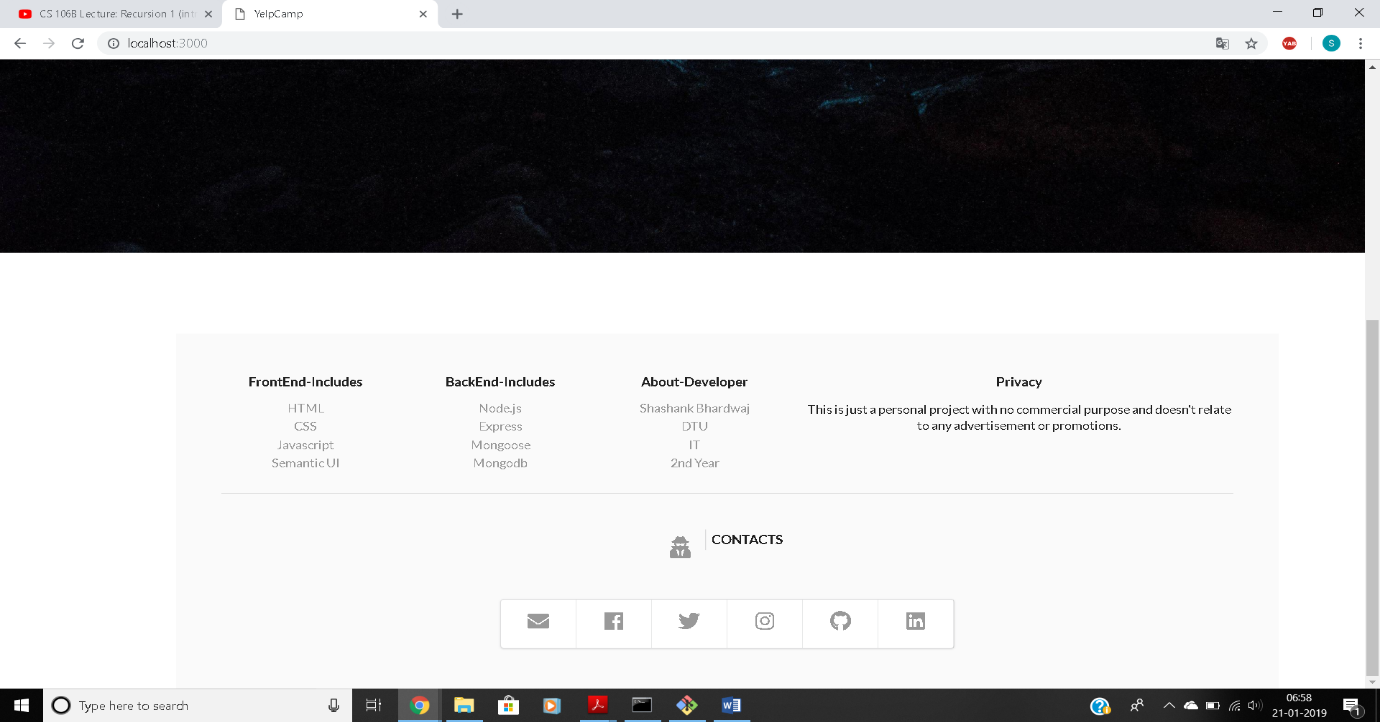 CS 106B Lecture: Recursion 1 (int
YelpCamp
localhost:3000
YAB
S
FrontEnd-Includes
HTML
CSS
Javascript
Semantic UI
BackEnd-Includes
Node.js
Express
Mongoose
Mongodb
About-Developer
Shashank Bhardwaj
DTU
IT
2nd Year
Privacy
This is just a personal project with no commercial purpose and doesn't relate
to any advertisement or promotions.
CONTACTS
Type here to search
06:58
21-01-2019
1